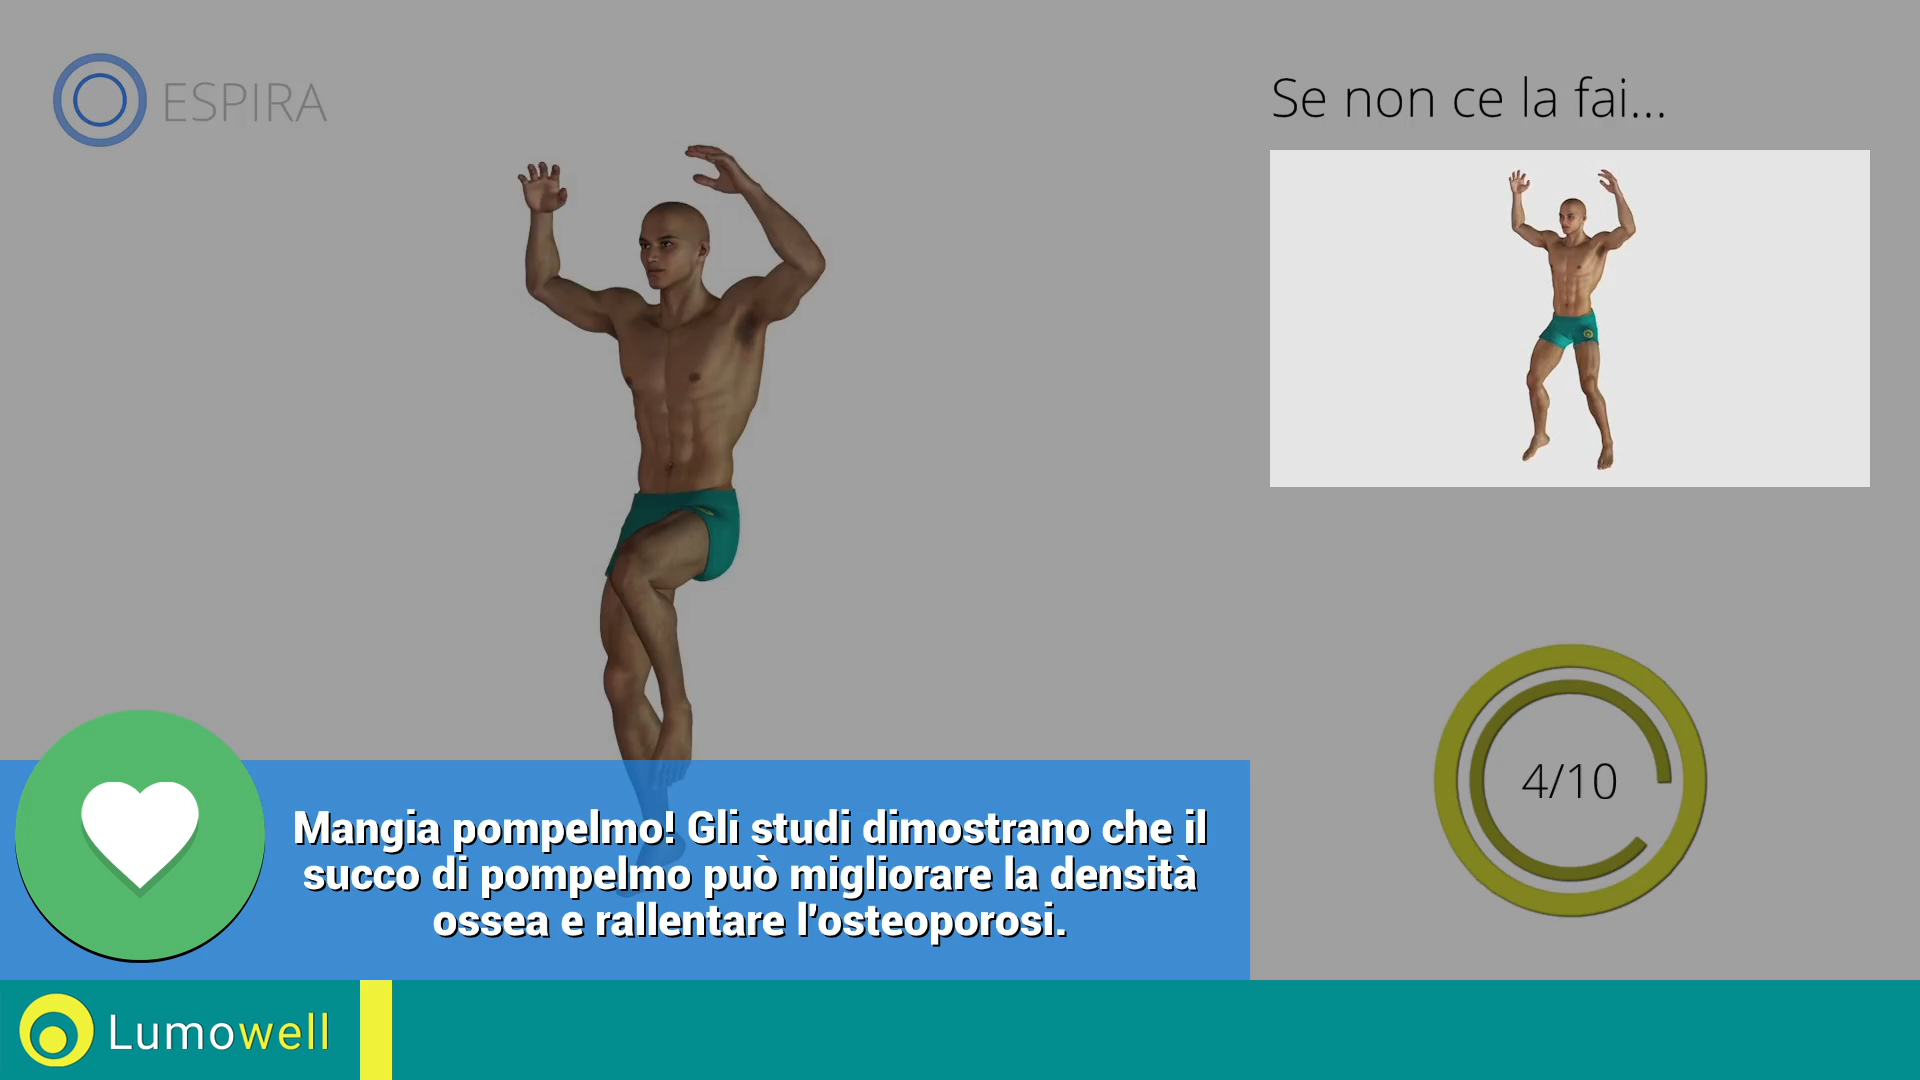 ESPIRA
Se non ce la fai...
4/10
Mangia pompelmo! Gli studi dimostrano che il
succo di pompelmo può migliorare la densità
ossea e rallentare l'osteoporosi.
Lumowell